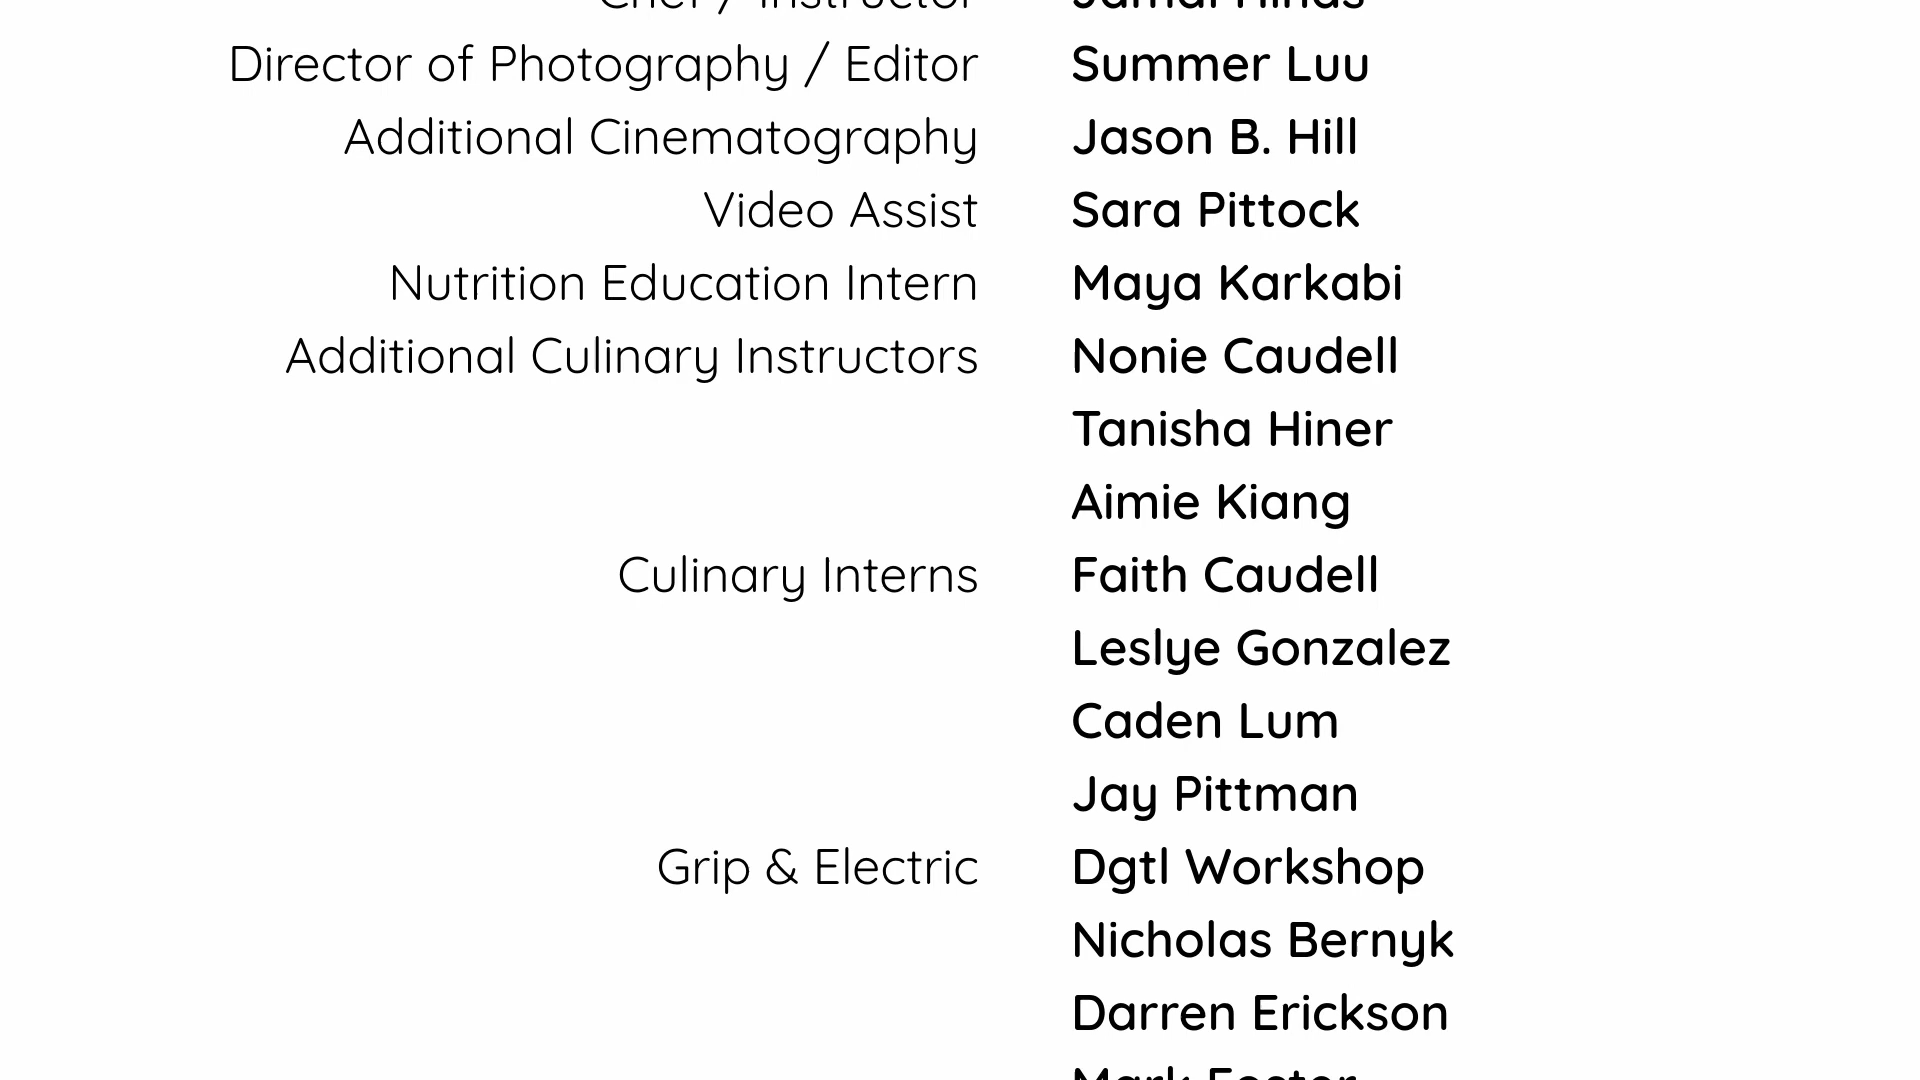 Chef / Instructor Jamal Hinds
Director of Photography / Editor Summer Luu
Additional Cinematography Jason B. Hill
Video Assist Sara Pittock
Nutrition Education Intern Maya Karkabi
Additional Culinary Instructors Nonie Caudell
Tanisha Hiner
Aimie Kiang
Culinary Interns Faith Caudell
Leslye Gonzalez
Caden Lum
Jay Pittman
Grip & Electric Dgtl Workshop
Nicholas Bernyk
Darren Erickson
Mark Foster